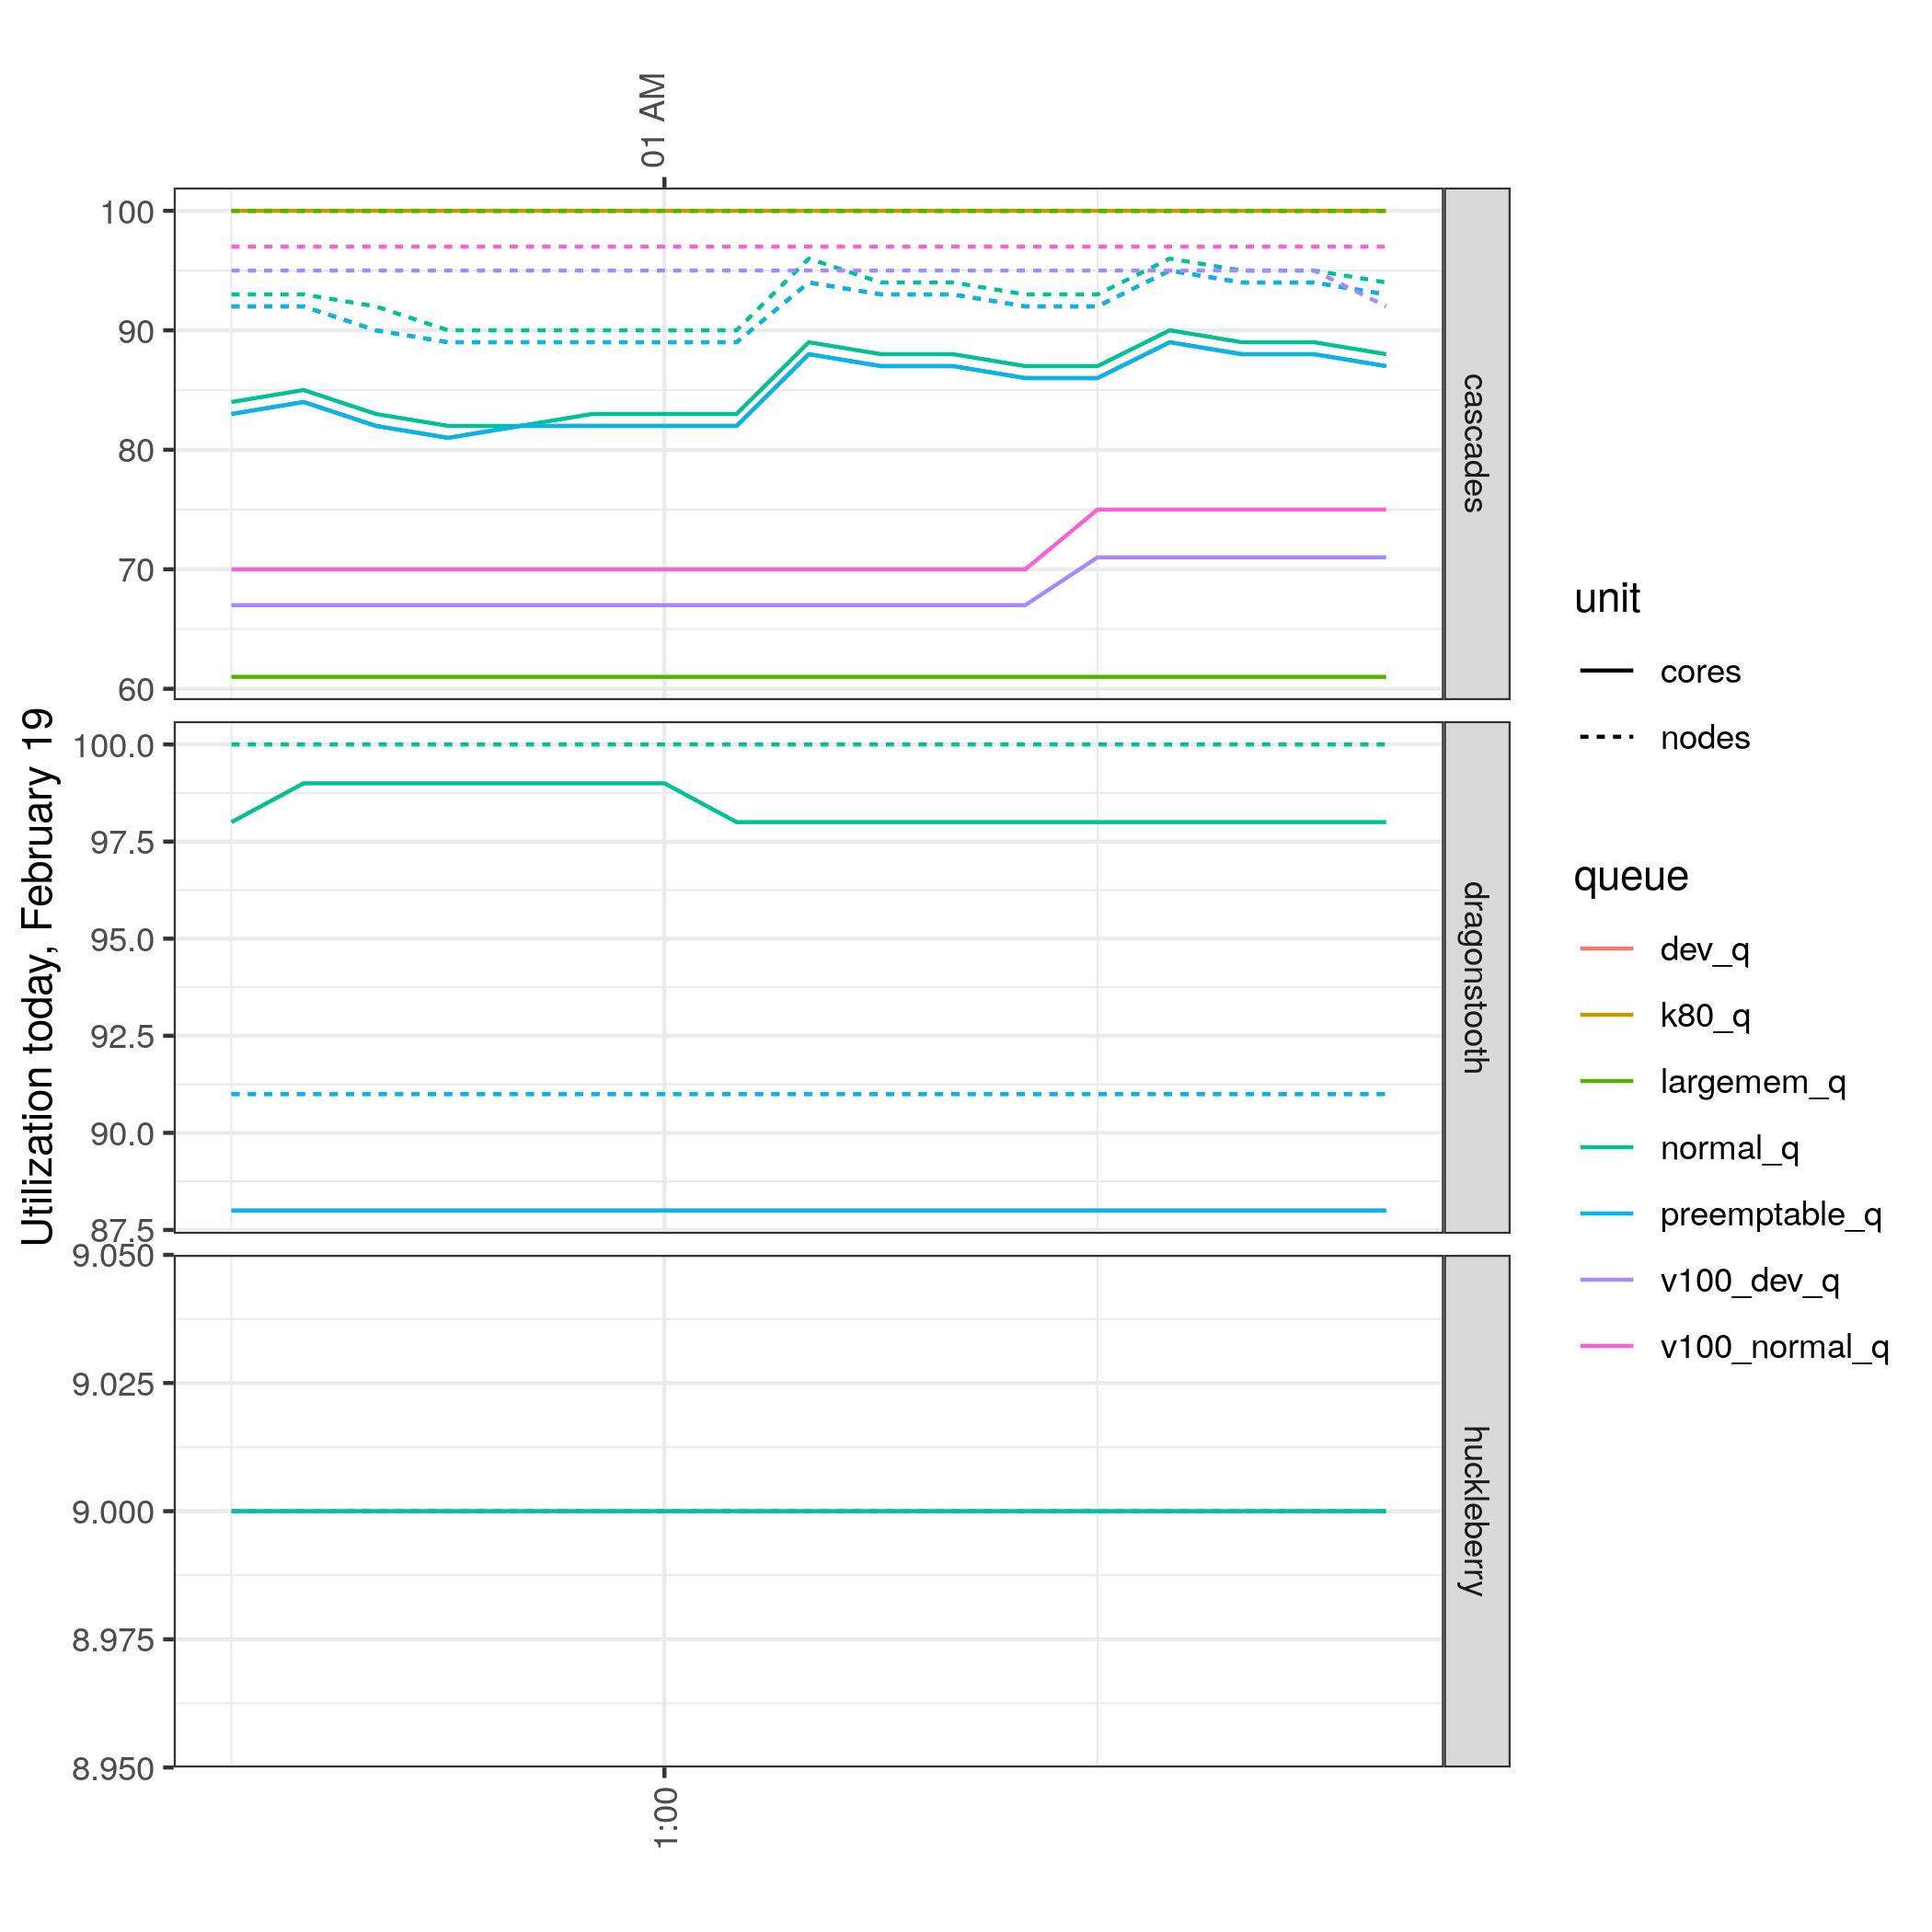 01 AM
Utilization today, February 19
100
90
80
70
60
cascades
100.0
97.5
95.0
92.5
90.0
87.5
dragonstooth
9.050
9.025
9.000
8.975
8.950
huckleberry
1:00
unit
cores
nodes
queue
dev_q
k80_q
largemem_q
normal_q
preemptable_q
v100_dev_q
v100_normal_q